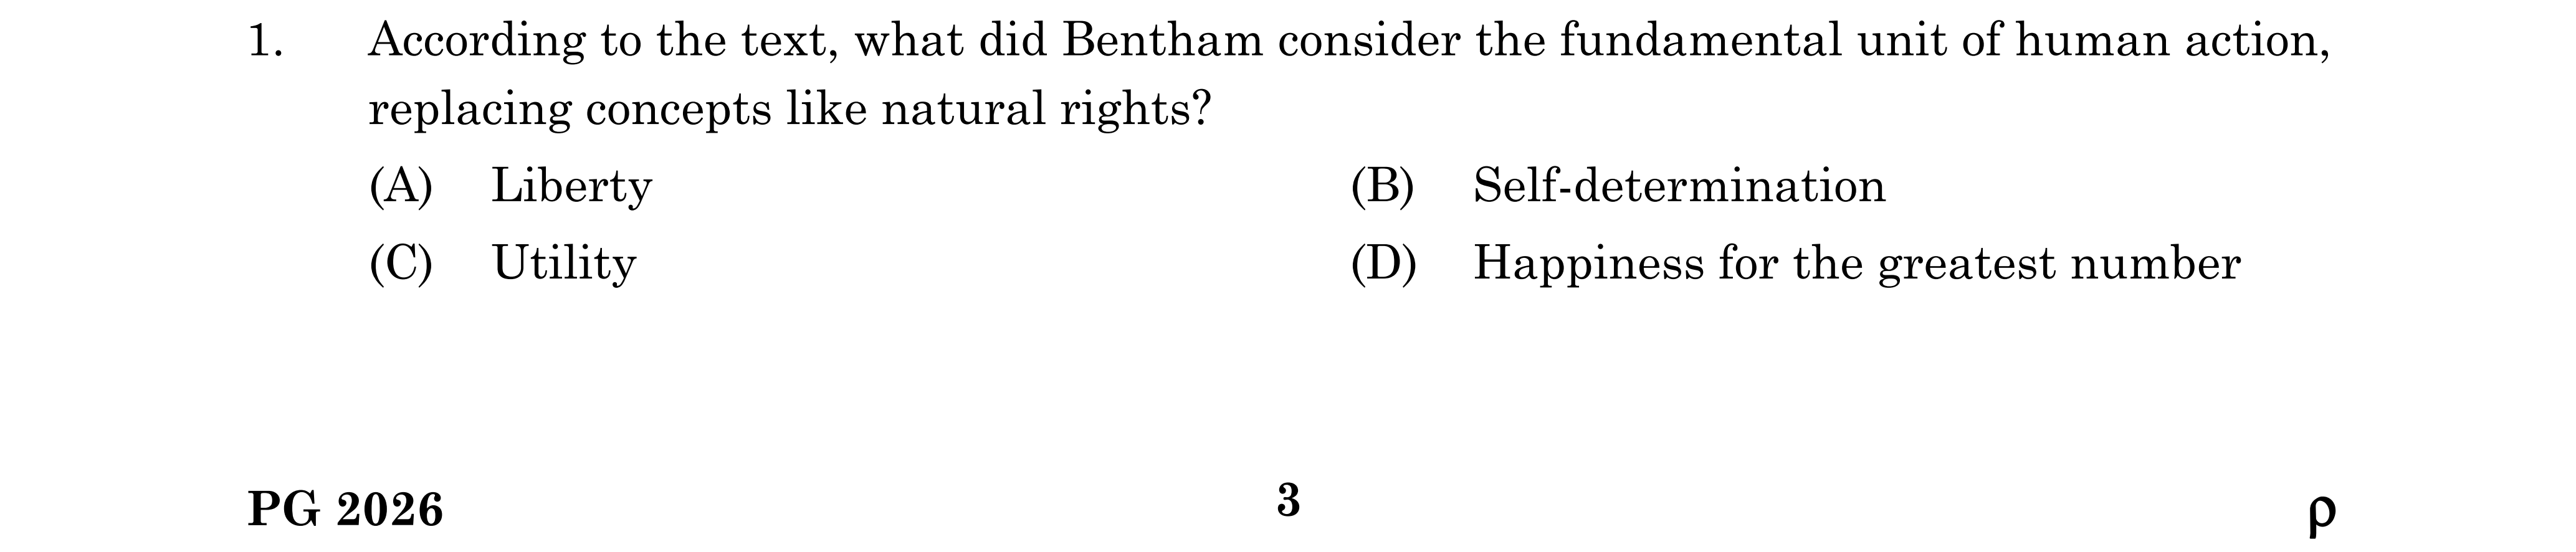 1. According to the text, what did Bentham consider the fundamental unit of human action,
replacing concepts like natural rights?
(A) Liberty (B) Self-determination
(C) Utility (D) Happiness for the greatest number
PG 2026 3 ρ